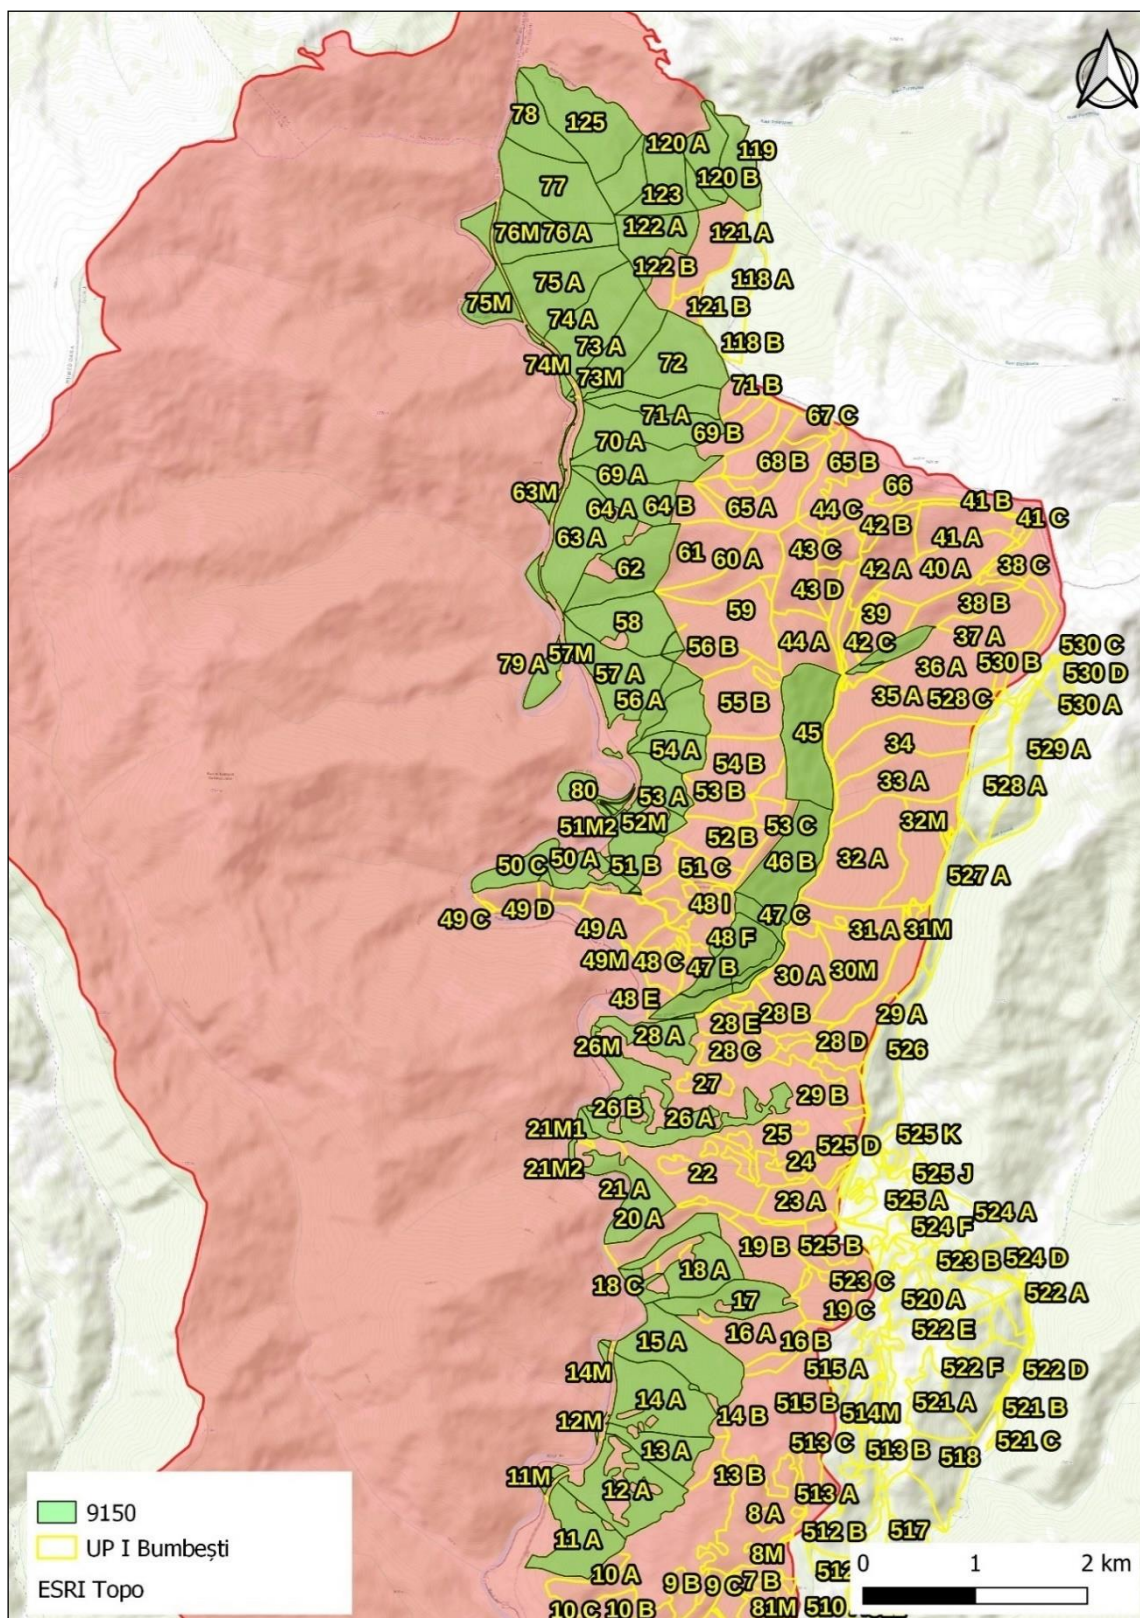 78
125
120 A
119
77
123
120 B
76M 76 A
122 A
121 A
122 B
75 A
118 A
75M
74 A
121 B
73 A
118 B
74M
73M
72
71 B
71 A
67 C
70 A
69 B
68 B
65 B
69 A
66
63M
64 A
64 B
65 A
44 C
41 B
42 B
41 C
63 A
61
60 A
43 C
41 A
62
42 A
40 A
38 C
43 D
58
59
39
38 B
57M
56 B
44 A
42 C
37 A
79 A
57 A
36 A
530 B
530 C
530 D
56 A
55 B
35 A
528 C
530 A
45
54 A
34
529 A
54 B
80
53 A
53 B
33 A
528 A
51M2
52M
52 B
53 C
32M
50 C
50 A
51 B
51 C
46 B
32 A
527 A
49 C
49 D
48 I
47 C
49 A
48 F
31 A
31M
49M
48 C
47 B
30 A
30M
48 E
28 B
29 A
26M
28 A
28 E
28 C
28 D
526
27
26 B
26 A
29 B
21M1
25
525 D
525 K
21M2
22
24
525 J
21 A
23 A
525 A
20 A
524 F
524 A
19 B
525 B
523 B
524 D
18 A
18 C
523 C
17
19 C
520 A
522 A
15 A
16 A
16 B
522 E
14M
515 A
522 F
522 D
14 A
515 B
12M
14 B
514M
521 A
521 B
13 A
513 C
513 B
518
521 C
11M
12 A
13 B
513 A
8 A
512 B
517
11 A
8M
10 A
9 B
9 C
7 B
10 C
10 B
81M
9150
UP I Bumbești
ESRI Topo
0 1 2 km